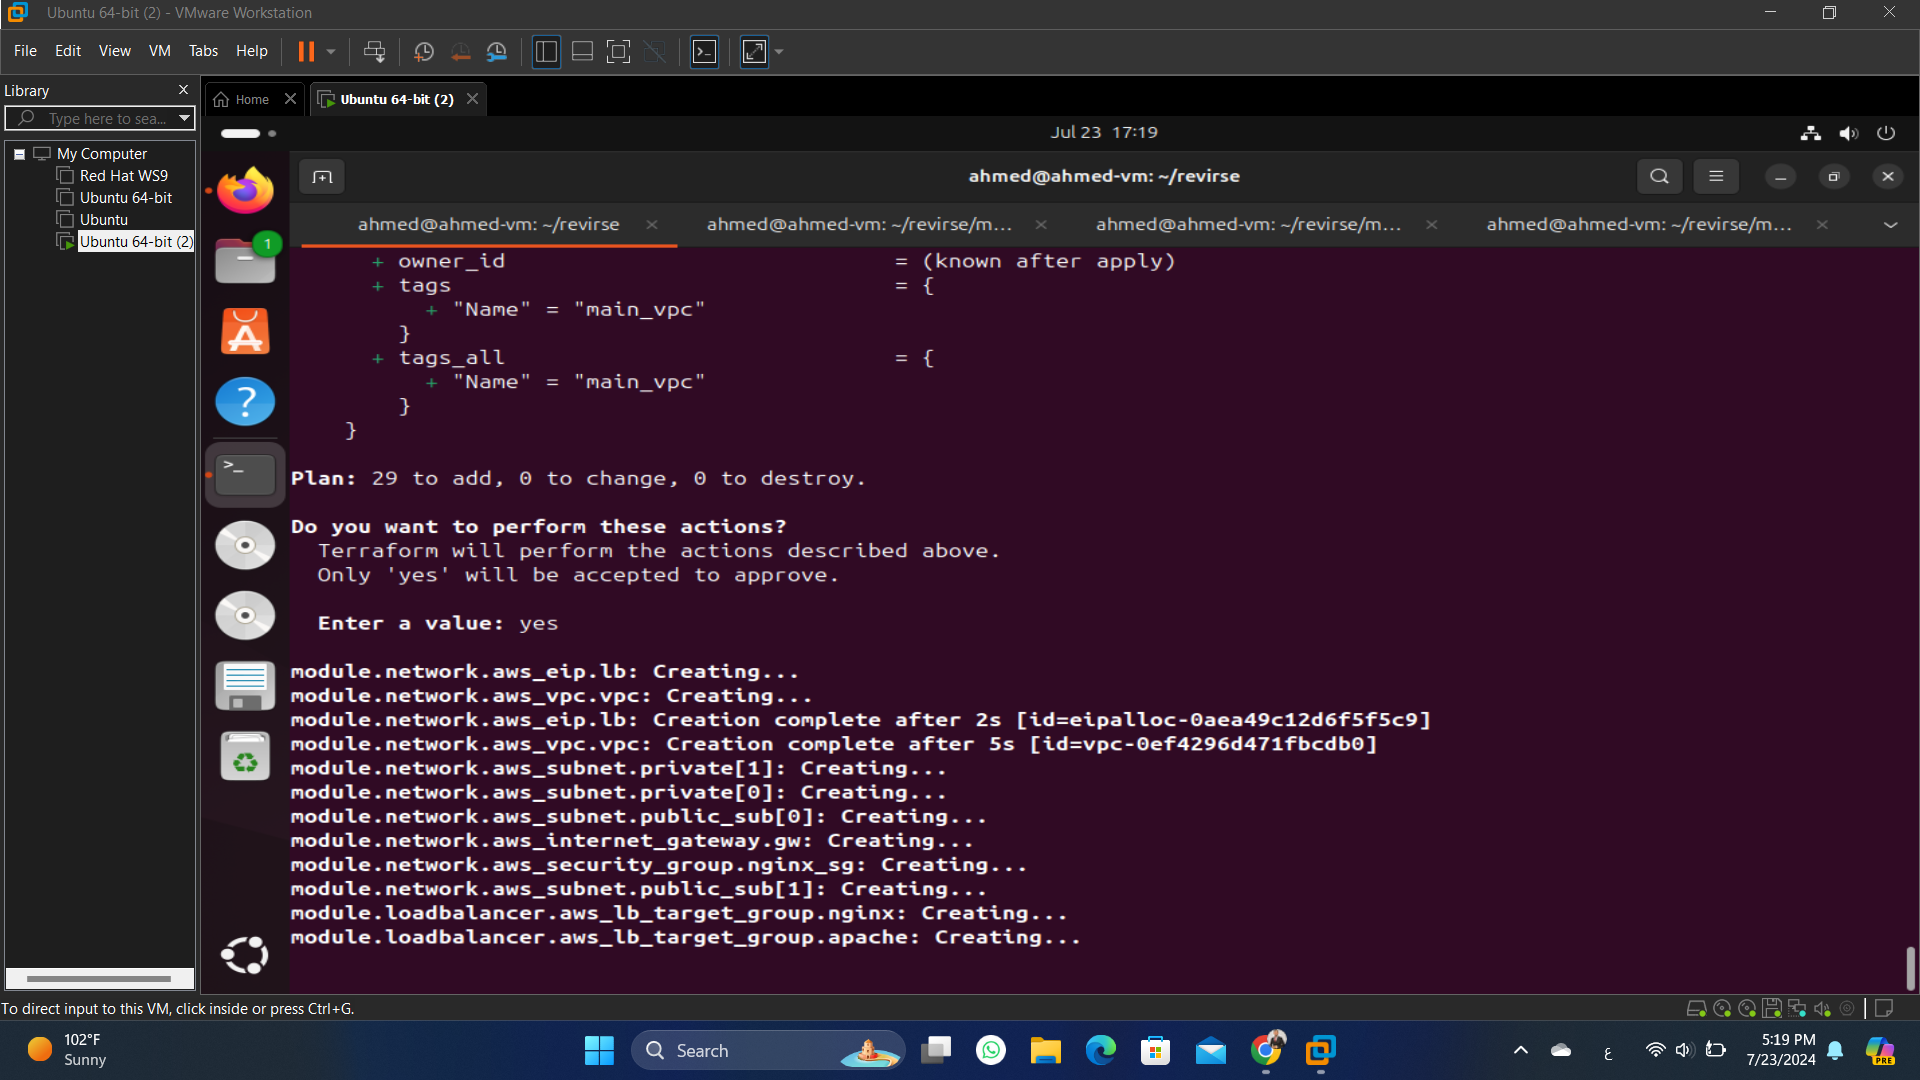 Ubuntu 64-bit (2) - VMware Workstation
File Edit View VM Tabs Help
Library
Home
Ubuntu 64-bit (2)
Type here to sea...
My Computer
Red Hat WS9
Ubuntu 64-bit
Ubuntu
Ubuntu 64-bit (2)
Jul 23 17:19
ahmed@ahmed-vm: ~/revirse
ahmed@ahmed-vm: ~/revirse
ahmed@ahmed-vm: ~/revirse/m...
ahmed@ahmed-vm: ~/revirse/m...
ahmed@ahmed-vm: ~/revirse/m...
1
+ owner_id = (known after apply)
+ tags = {
+ "Name" = "main_vpc"
}
+ tags_all = {
+ "Name" = "main_vpc"
}
}
Plan: 29 to add, 0 to change, 0 to destroy.
Do you want to perform these actions?
Terraform will perform the actions described above.
Only 'yes' will be accepted to approve.
Enter a value: yes
module.network.aws_eip.lb: Creating...
module.network.aws_vpc.vpc: Creating...
module.network.aws_eip.lb: Creation complete after 2s [id=eipalloc-0aea49c12d6f5f5c9]
module.network.aws_vpc.vpc: Creation complete after 5s [id=vpc-0ef4296d471fbcdb0]
module.network.aws_subnet.private[1]: Creating...
module.network.aws_subnet.private[0]: Creating...
module.network.aws_subnet.public_sub[0]: Creating...
module.network.aws_internet_gateway.gw: Creating...
module.network.aws_security_group.nginx_sg: Creating...
module.network.aws_subnet.public_sub[1]: Creating...
module.loadbalancer.aws_lb_target_group.nginx: Creating...
module.loadbalancer.aws_lb_target_group.apache: Creating...
To direct input to this VM, click inside or press Ctrl+G.
102°F
Sunny
Search
ع
5:19 PM
7/23/2024
PRE